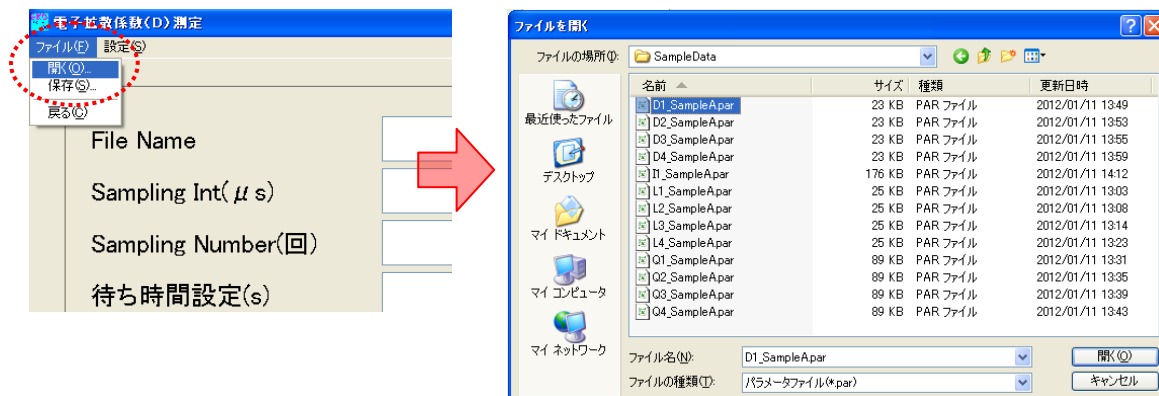 電子拡散係数(D)測定
ファイル(F) 設定(S)
開く(O)...
保存(S)...
戻る(C)
File Name
Sampling Int(μs)
Sampling Number(回)
待ち時間設定(s)
ファイルを開く
ファイルの場所(I):
SampleData
最近使ったファイル
デスクトップ
マイ ドキュメント
マイ コンピュータ
マイ ネットワーク
名前 サイズ 種類 更新日時
D1_SampleA.par 23 KB PAR ファイル 2012/01/11 13:49
D2_SampleA.par 23 KB PAR ファイル 2012/01/11 13:53
D3_SampleA.par 23 KB PAR ファイル 2012/01/11 13:55
D4_SampleA.par 23 KB PAR ファイル 2012/01/11 13:59
I1_SampleA.par 176 KB PAR ファイル 2012/01/11 14:12
L1_SampleA.par 25 KB PAR ファイル 2012/01/11 13:03
L2_SampleA.par 25 KB PAR ファイル 2012/01/11 13:08
L3_SampleA.par 25 KB PAR ファイル 2012/01/11 13:14
L4_SampleA.par 25 KB PAR ファイル 2012/01/11 13:23
Q1_SampleA.par 89 KB PAR ファイル 2012/01/11 13:31
Q2_SampleA.par 89 KB PAR ファイル 2012/01/11 13:35
Q3_SampleA.par 89 KB PAR ファイル 2012/01/11 13:39
Q4_SampleA.par 89 KB PAR ファイル 2012/01/11 13:43
ファイル名(N): D1_SampleA.par 開く(O)
ファイルの種類(T): パラメータファイル(*.par) キャンセル